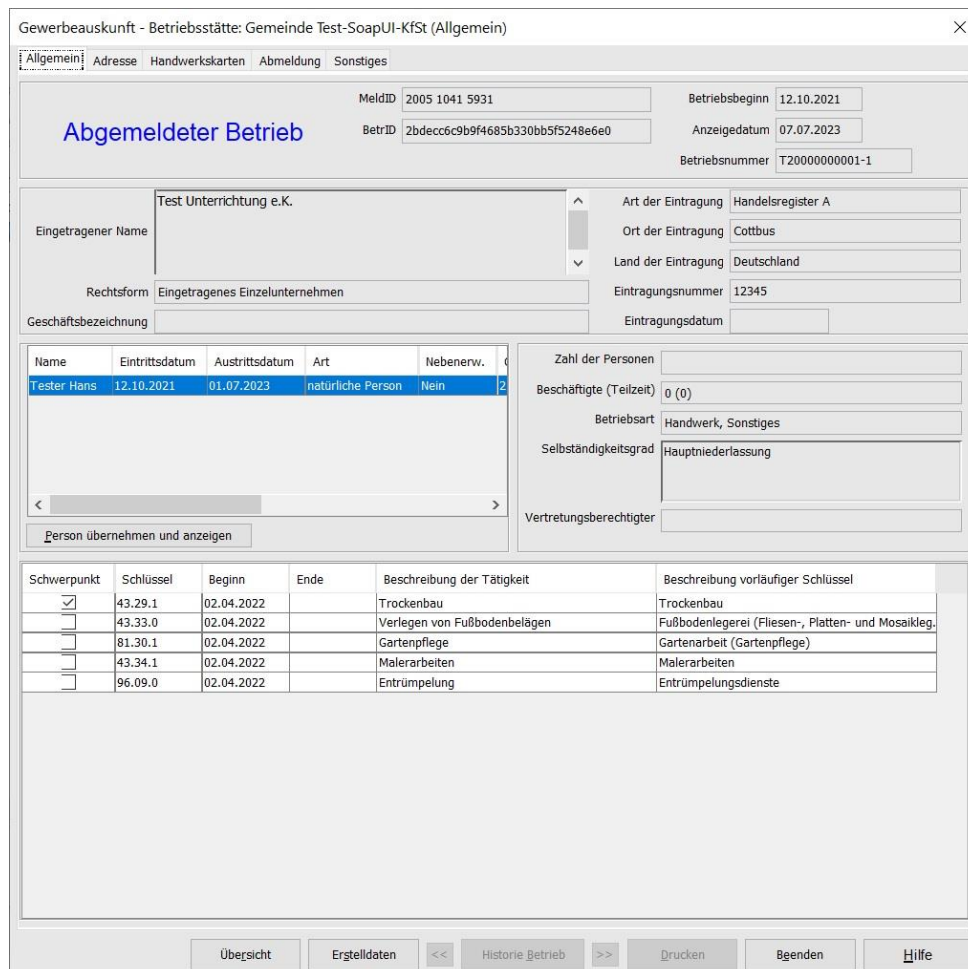 Gewerbeauskunft - Betriebsstätte: Gemeinde Test-SoapUI-KfSt (Allgemein)
Allgemein Adresse Handwerkskarten Abmeldung Sonstiges
Abgemeldeter Betrieb
MeldID 2005 1041 5931
BetrID 2bdecc6c9b9f4685b330bb5f5248e6e0
Betriebsbeginn 12.10.2021
Anzeigedatum 07.07.2023
Betriebsnummer T20000000001-1
Eingetragener Name Test Unterrichtung e.K.
Rechtsform Eingetragenes Einzelunternehmen
Geschäftsbezeichnung
Art der Eintragung Handelsregister A
Ort der Eintragung Cottbus
Land der Eintragung Deutschland
Eintragungsnummer 12345
Eintragungsdatum
Name Eintrittsdatum Austrittsdatum Art Nebenerw.
Tester Hans 12.10.2021 01.07.2023 natürliche Person Nein 2
Person übernehmen und anzeigen
Zahl der Personen
Beschäftigte (Teilzeit) 0 (0)
Betriebsart Handwerk, Sonstiges
Selbständigkeitsgrad Hauptniederlassung
Vertretungsberechtigter
Schwerpunkt Schlüssel Beginn Ende Beschreibung der Tätigkeit Beschreibung vorläufiger Schlüssel
43.29.1 02.04.2022 Trockenbau Trockenbau
43.33.0 02.04.2022 Verlegen von Fußbodenbelägen Fußbodenlegerei (Fliesen-, Platten- und Mosaikleg.
81.30.1 02.04.2022 Gartenpflege Gartenarbeit (Gartenpflege)
43.34.1 02.04.2022 Malerarbeiten Malerarbeiten
96.09.0 02.04.2022 Entrümpelung Entrümpelungsdienste
Übersicht Erstelldaten << Historie Betrieb >> Drucken Beenden Hilfe